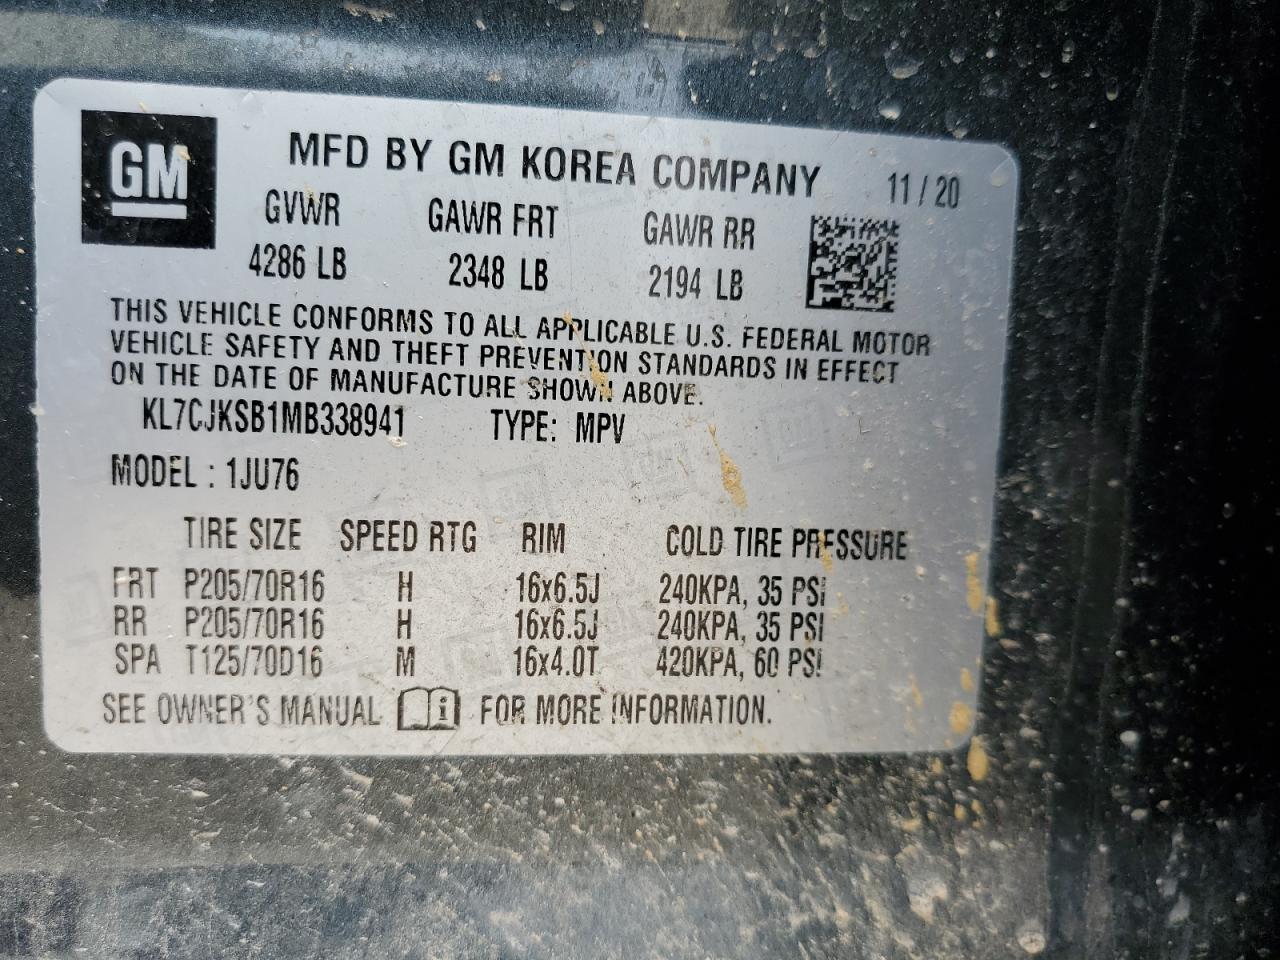 GM
MFD BY GM KOREA COMPANY 11 / 20
GVWR GAWR FRT GAWR RR
4286 LB 2348 LB 2194 LB
THIS VEHICLE CONFORMS TO ALL APPLICABLE U.S. FEDERAL MOTOR
VEHICLE SAFETY AND THEFT PREVENTION STANDARDS IN EFFECT
ON THE DATE OF MANUFACTURE SHOWN ABOVE.
KL7CJKSB1MB338941 TYPE: MPV
MODEL : 1JU76
TIRE SIZE SPEED RTG RIM COLD TIRE PRESSURE
FRT P205/70R16 H 16x6.5J 240KPA, 35 PSI
RR P205/70R16 H 16x6.5J 240KPA, 35 PSI
SPA T125/70D16 M 16x4.0T 420KPA, 60 PSI
SEE OWNER'S MANUAL i FOR MORE INFORMATION.